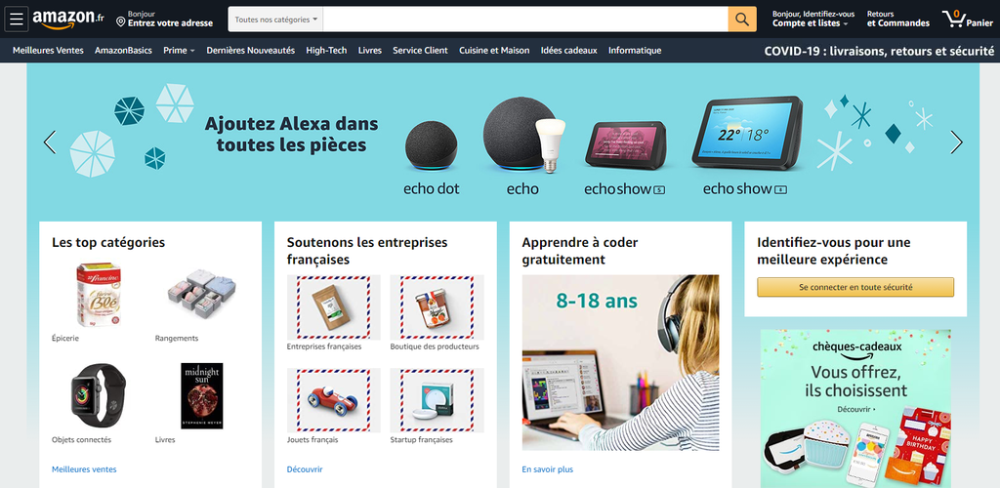 amazon.fr
Bonjour
Entrez votre adresse
Toutes nos catégories
Bonjour, Identifiez-vous
Compte et listes
Retours
et Commandes
0
Panier
Meilleures Ventes AmazonBasics Prime Dernières Nouveautés High-Tech Livres Service Client Cuisine et Maison Idées cadeaux Informatique
COVID-19 : livraisons, retours et sécurité
Ajoutez Alexa dans
toutes les pièces
22° 18°
echo dot
echo
echo show 5
echo show 8
Les top catégories
francine
Blé
Épicerie
Rangements
midnight
sun
STEPHENIE MEYER
Objets connectés
Livres
Meilleures ventes
Soutenons les entreprises
françaises
Entreprises françaises
Boutique des producteurs
Jouets français
Startup françaises
Découvrir
Apprendre à coder
gratuitement
8-18 ans
En savoir plus
Identifiez-vous pour une
meilleure expérience
Se connecter en toute sécurité
chèques-cadeaux
Vous offrez,
ils choisissent
Découvrir
HAPPY
BIRTHDAY